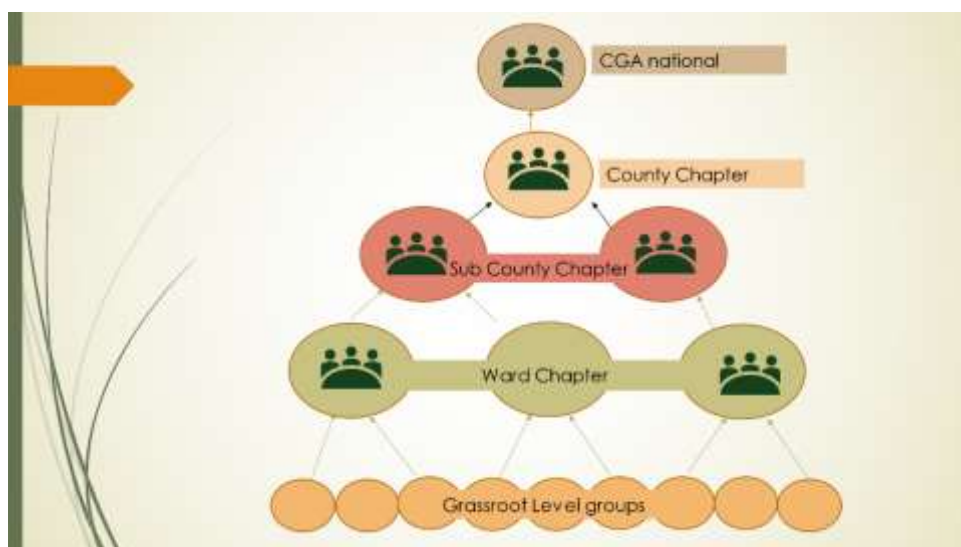 CGA national
County Chapter
Sub County Chapter
Ward Chapter
Grassroot Level groups